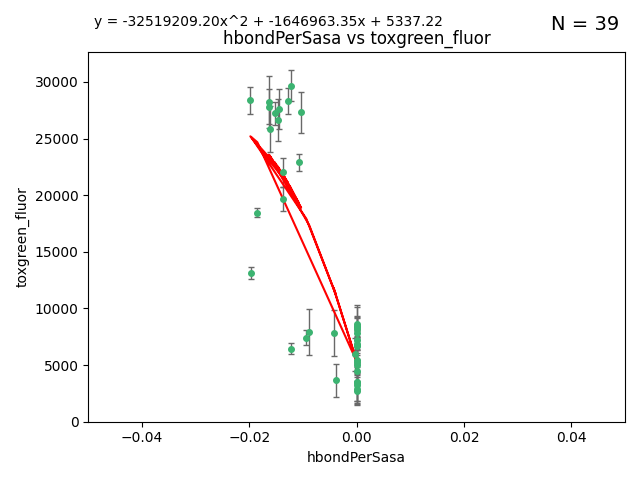 y = -32519209.20x^2 + -1646963.35x + 5337.22
N = 39
hbondPerSasa vs toxgreen_fluor
30000
25000
20000
15000
10000
5000
0
toxgreen_fluor
−0.04
−0.02
0.00
0.02
0.04
hbondPerSasa